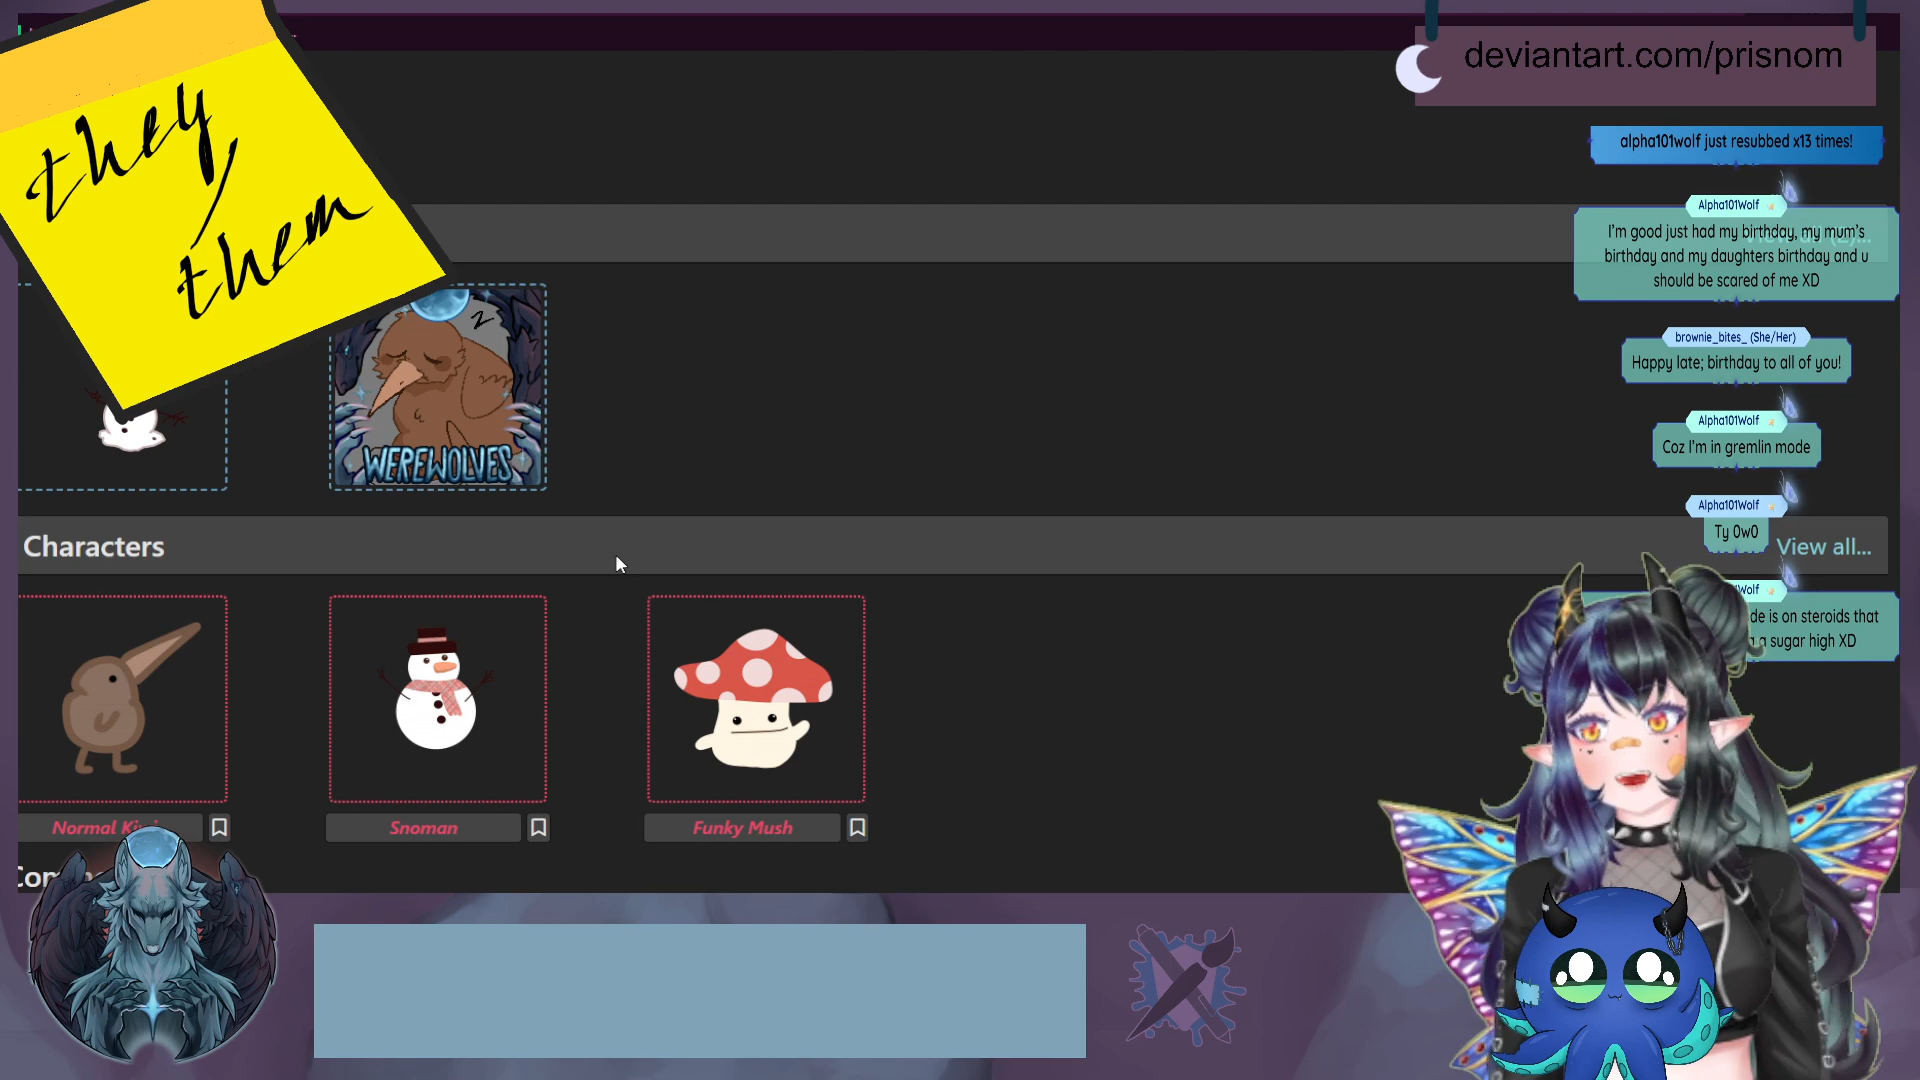 they
/
them
deviantart.com/prisnom
alpha101wolf just resubbed x13 times!
Alpha101Wolf
I'm good just had my birthday, my mum's
birthday and my daughters birthday and u
should be scared of me XD
brownie_bites_ (She/Her)
Happy late; birthday to all of you!
Alpha101Wolf
Coz I'm in gremlin mode
Alpha101Wolf
Ty OwO
View all...
de is on steroids that
a sugar high XD
z
WEREWOLVES
Characters
Normal
Snoman
Funky Mush